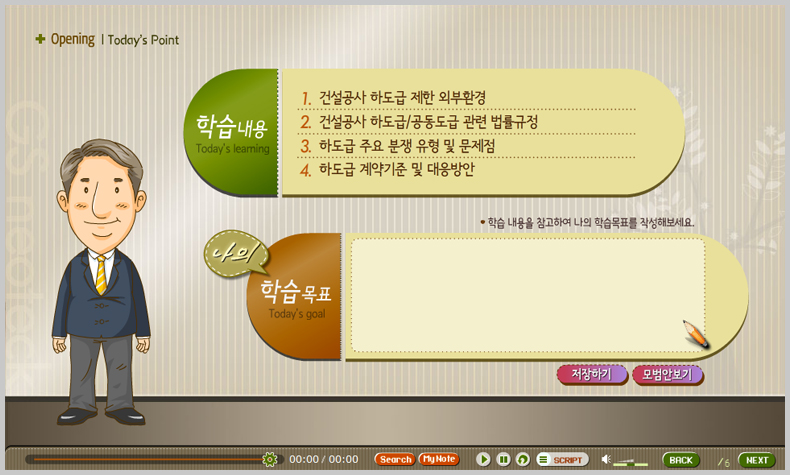 + Opening | Today's Point
학습내용
Today's learning
1. 건설공사 하도급 제한 외부환경
2. 건설공사 하도급/공동도급 관련 법률규정
3. 하도급 주요 분쟁 유형 및 문제점
4. 하도급 계약기준 및 대응방안
• 학습 내용을 참고하여 나의 학습목표를 작성해보세요.
나의
학습목표
Today's goal
저장하기 모범안보기
00:00 / 00:00 Search My Note SCRIPT BACK /6 NEXT